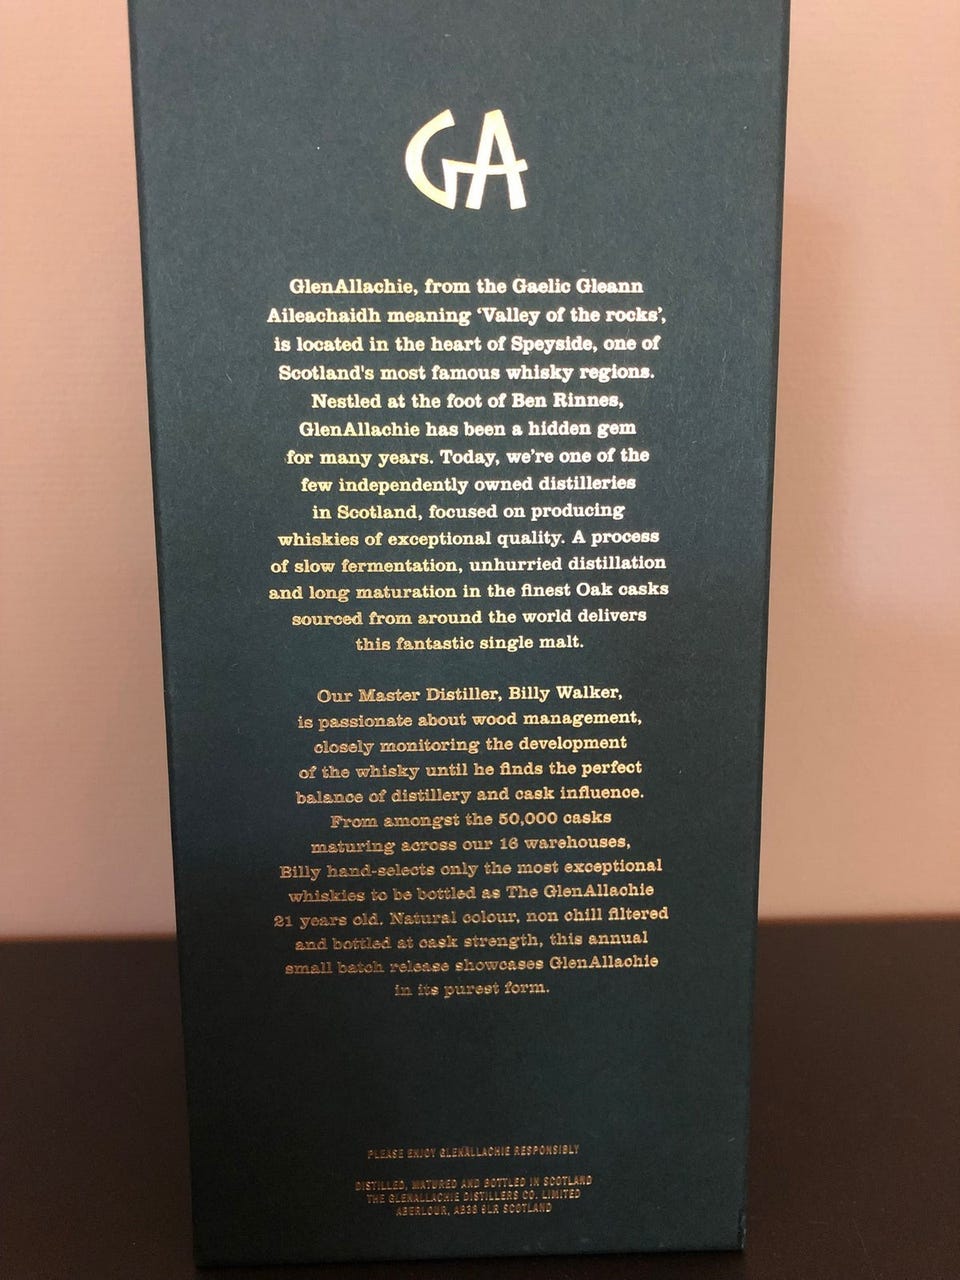 GA
GlenAllachie, from the Gaelic Gleann
Aileachaidh meaning ‘Valley of the rocks’,
is located in the heart of Speyside, one of
Scotland's most famous whisky regions.
Nestled at the foot of Ben Rinnes,
GlenAllachie has been a hidden gem
for many years. Today, we’re one of the
few independently owned distilleries
in Scotland, focused on producing
whiskies of exceptional quality. A process
of slow fermentation, unhurried distillation
and long maturation in the finest Oak casks
sourced from around the world delivers
this fantastic single malt.
Our Master Distiller, Billy Walker,
is passionate about wood management,
closely monitoring the development
of the whisky until he finds the perfect
balance of distillery and cask influence.
From amongst the 50,000 casks
maturing across our 16 warehouses,
Billy hand-selects only the most exceptional
whiskies to be bottled as The GlenAllachie
21 years old. Natural colour, non chill filtered
and bottled at cask strength, this annual
small batch release showcases GlenAllachie
in its purest form.
PLEASE ENJOY GLENALLACHIE RESPONSIBLY
DISTILLED, MATURED AND BOTTLED IN SCOTLAND
THE GLENALLACHIE DISTILLERS CO. LIMITED
ABERLOUR, AB38 9LR SCOTLAND